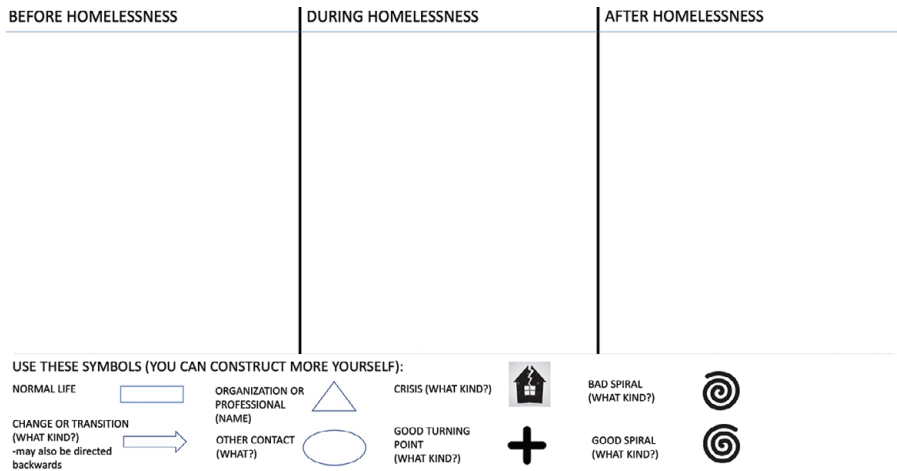 BEFORE HOMELESSNESS
DURING HOMELESSNESS
AFTER HOMELESSNESS
USE THESE SYMBOLS (YOU CAN CONSTRUCT MORE YOURSELF):
NORMAL LIFE
CHANGE OR TRANSITION
(WHAT KIND?)
-may also be directed
backwards
ORGANIZATION OR
PROFESSIONAL
(NAME)
OTHER CONTACT
(WHAT?)
CRISIS (WHAT KIND?)
GOOD TURNING
POINT
(WHAT KIND?)
BAD SPIRAL
(WHAT KIND?)
GOOD SPIRAL
(WHAT KIND?)